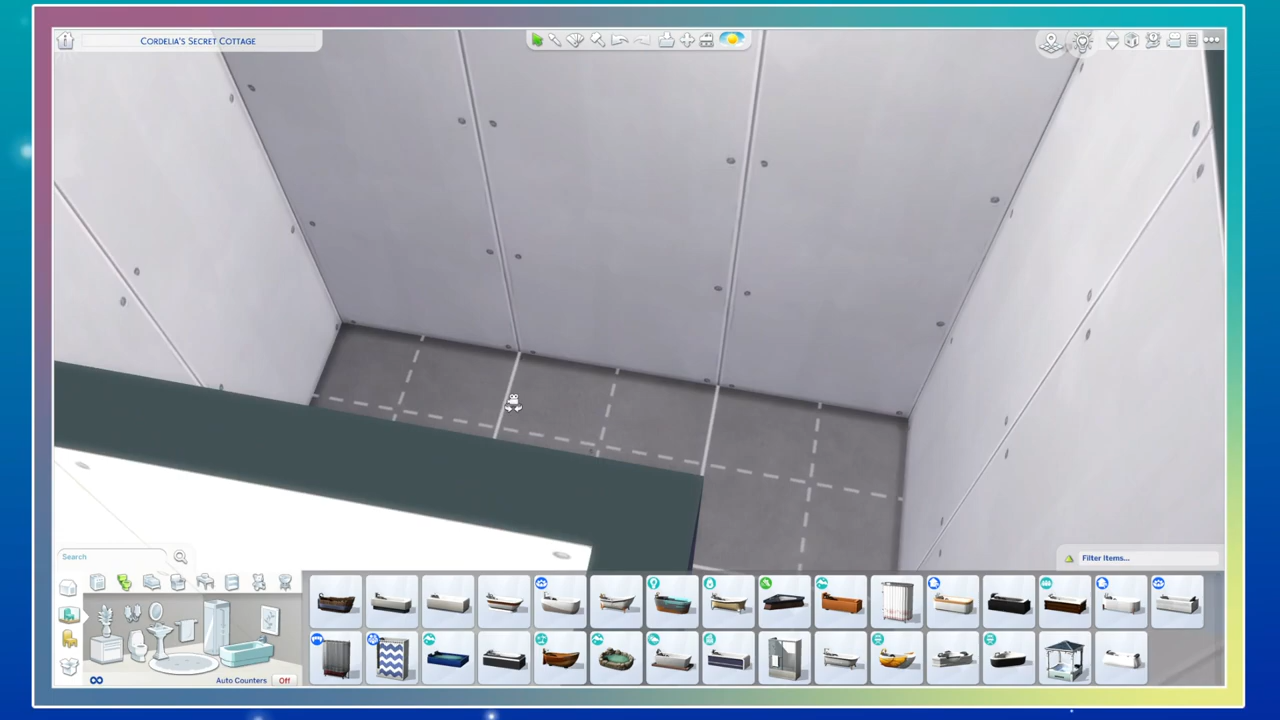 CORDELIA'S SECRET COTTAGE
Search
Filter Items...
Auto Counters Off